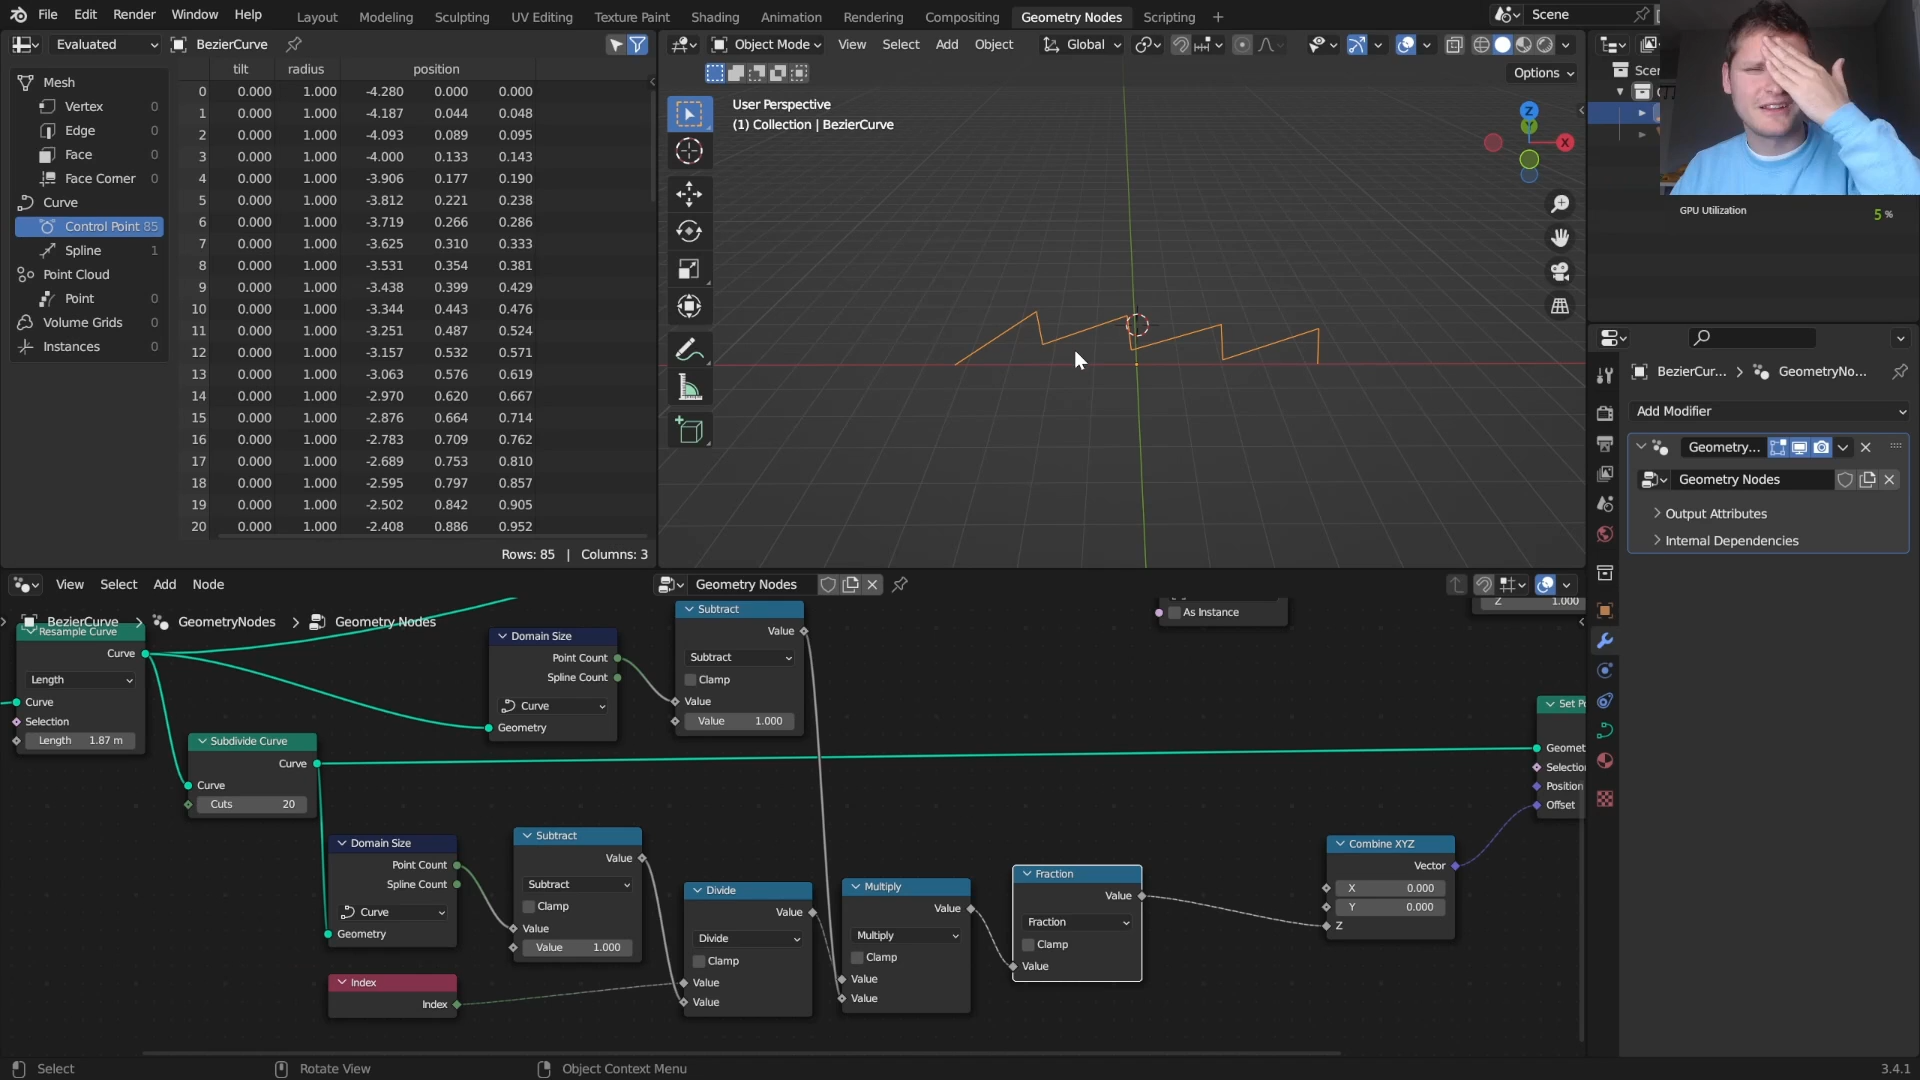 File Edit Render Window Help Layout Modeling Sculpting UV Editing Texture Paint Shading Animation Rendering Compositing Geometry Nodes Scripting + Scene
Evaluated BezierCurve
Object Mode View Select Add Object Global
Options
tilt radius position
Mesh
Vertex 0
Edge 0
Face 0
Face Corner 0
Curve
Control Point 85
Spline 1
Point Cloud
Point 0
Volume Grids 0
Instances 0
0 0.000 1.000 -4.280 0.000 0.000
1 0.000 1.000 -4.187 0.044 0.048
2 0.000 1.000 -4.093 0.089 0.095
3 0.000 1.000 -4.000 0.133 0.143
4 0.000 1.000 -3.906 0.177 0.190
5 0.000 1.000 -3.812 0.221 0.238
6 0.000 1.000 -3.719 0.266 0.286
7 0.000 1.000 -3.625 0.310 0.333
8 0.000 1.000 -3.531 0.354 0.381
9 0.000 1.000 -3.438 0.399 0.429
10 0.000 1.000 -3.344 0.443 0.476
11 0.000 1.000 -3.251 0.487 0.524
12 0.000 1.000 -3.157 0.532 0.571
13 0.000 1.000 -3.063 0.576 0.619
14 0.000 1.000 -2.970 0.620 0.667
15 0.000 1.000 -2.876 0.664 0.714
16 0.000 1.000 -2.783 0.709 0.762
17 0.000 1.000 -2.689 0.753 0.810
18 0.000 1.000 -2.595 0.797 0.857
19 0.000 1.000 -2.502 0.842 0.905
20 0.000 1.000 -2.408 0.886 0.952
Rows: 85 | Columns: 3
User Perspective
(1) Collection | BezierCurve
Z
Y
X
GPU Utilization 5 %
BezierCur... > GeometryNo...
Add Modifier
Geometry...
Geometry Nodes
Output Attributes
Internal Dependencies
View Select Add Node Geometry Nodes
BezierCurve > GeometryNodes > Geometry Nodes
Resample Curve
Curve
Length
Curve
Selection
Length 1.87 m
Subdivide Curve
Curve
Curve
Cuts 20
Domain Size
Point Count
Spline Count
Curve
Geometry
Subtract
Value
Subtract
Clamp
Value
Value 1.000
As Instance
Z 1.000
Domain Size
Point Count
Spline Count
Curve
Geometry
Index
Index
Subtract
Value
Subtract
Clamp
Value
Value 1.000
Divide
Value
Divide
Clamp
Value
Value
Multiply
Value
Multiply
Clamp
Value
Value
Fraction
Value
Fraction
Clamp
Value
Combine XYZ
Vector
X 0.000
Y 0.000
Z
Selection
Position
Offset
Select Rotate View Object Context Menu 3.4.1